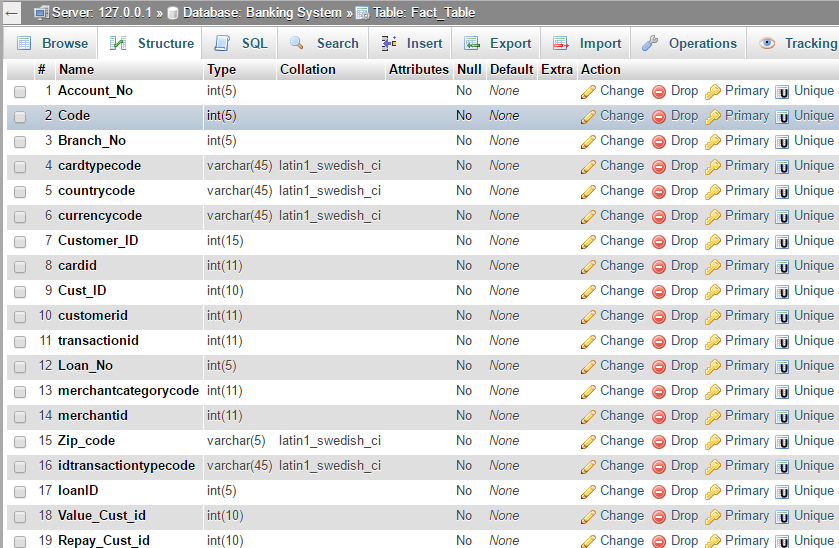 ← Server: 127.0.0.1 » Database: Banking System » Table: Fact_Table
Browse Structure SQL Search Insert Export Import Operations Tracking
# Name Type Collation Attributes Null Default Extra Action
1 Account_No int(5) No None Change Drop Primary U Unique
2 Code int(5) No None Change Drop Primary U Unique
3 Branch_No int(5) No None Change Drop Primary U Unique
4 cardtypecode varchar(45) latin1_swedish_ci No None Change Drop Primary U Unique
5 countrycode varchar(45) latin1_swedish_ci No None Change Drop Primary U Unique
6 currencycode varchar(45) latin1_swedish_ci No None Change Drop Primary U Unique
7 Customer_ID int(15) No None Change Drop Primary U Unique
8 cardid int(11) No None Change Drop Primary U Unique
9 Cust_ID int(10) No None Change Drop Primary U Unique
10 customerid int(11) No None Change Drop Primary U Unique
11 transactionid int(11) No None Change Drop Primary U Unique
12 Loan_No int(5) No None Change Drop Primary U Unique
13 merchantcategorycode int(11) No None Change Drop Primary U Unique
14 merchantid int(11) No None Change Drop Primary U Unique
15 Zip_code varchar(5) latin1_swedish_ci No None Change Drop Primary U Unique
16 idtransactiontypecode varchar(45) latin1_swedish_ci No None Change Drop Primary U Unique
17 loanID int(5) No None Change Drop Primary U Unique
18 Value_Cust_id int(10) No None Change Drop Primary U Unique
19 Repay_Cust_id int(10) No None Change Drop Primary U Unique